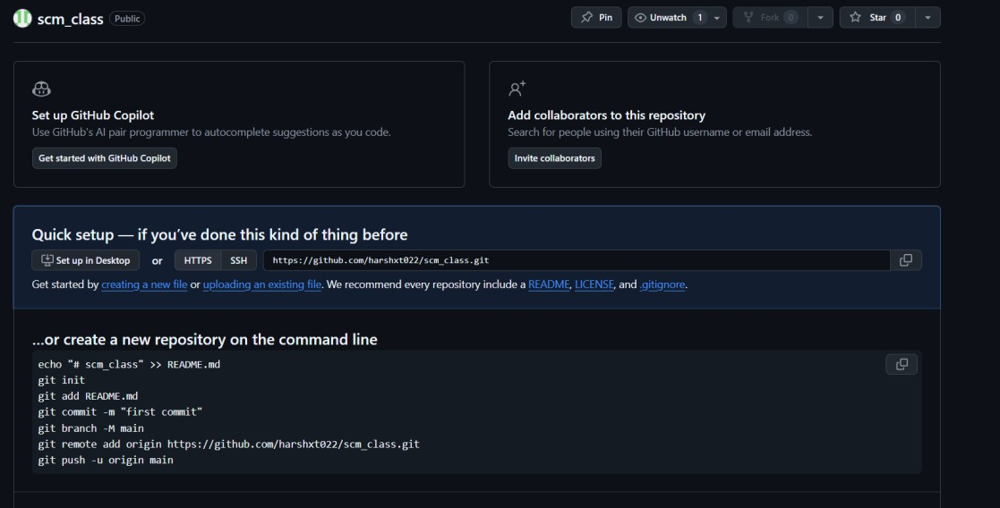 scm_class Public
Pin Unwatch 1 Fork 0 Star 0
Set up GitHub Copilot
Use GitHub's AI pair programmer to autocomplete suggestions as you code.
Get started with GitHub Copilot
Add collaborators to this repository
Search for people using their GitHub username or email address.
Invite collaborators
Quick setup — if you've done this kind of thing before
Set up in Desktop or HTTPS SSH https://github.com/harshxt022/scm_class.git
Get started by creating a new file or uploading an existing file. We recommend every repository include a README, LICENSE, and .gitignore.
...or create a new repository on the command line
echo "# scm_class" >> README.md
git init
git add README.md
git commit -m "first commit"
git branch -M main
git remote add origin https://github.com/harshxt022/scm_class.git
git push -u origin main